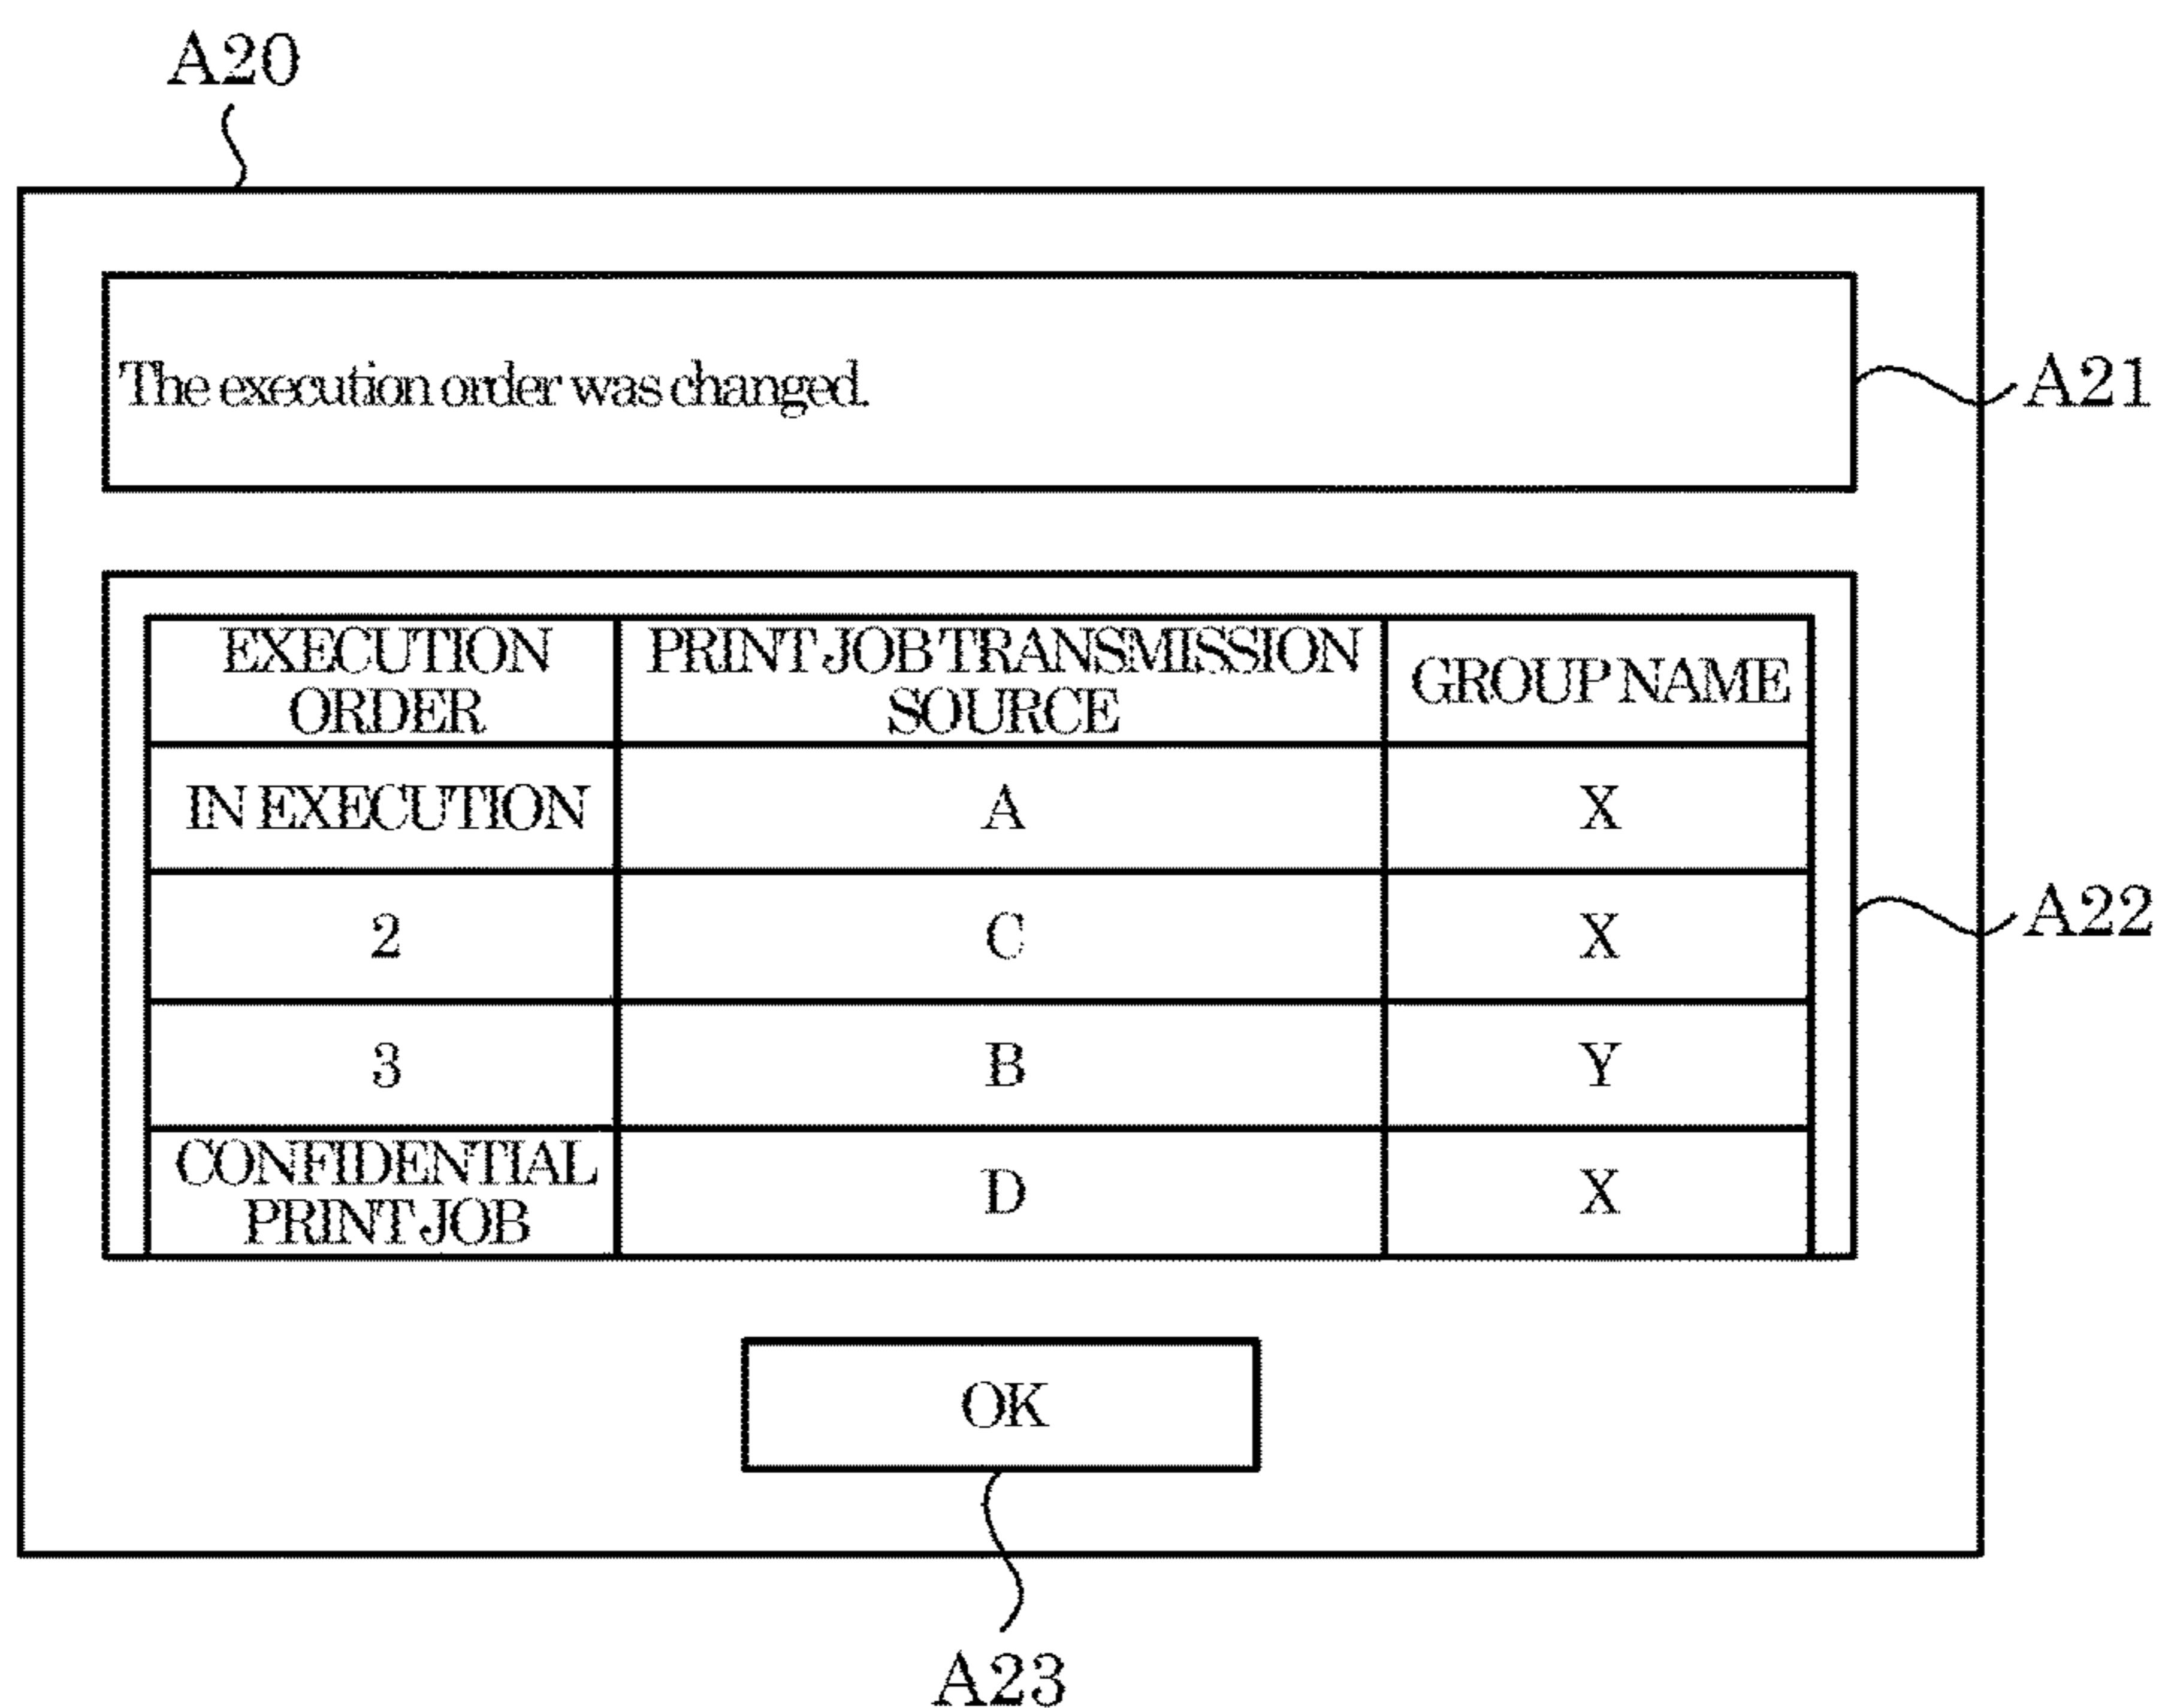 A20
The execution order was changed.
A21
EXECUTION
ORDER
PRINT JOB TRANSMISSION
SOURCE
GROUP NAME
IN EXECUTION
A
X
2
C
X
A22
3
B
Y
CONFIDENTIAL
PRINT JOB
D
X
OK
A23